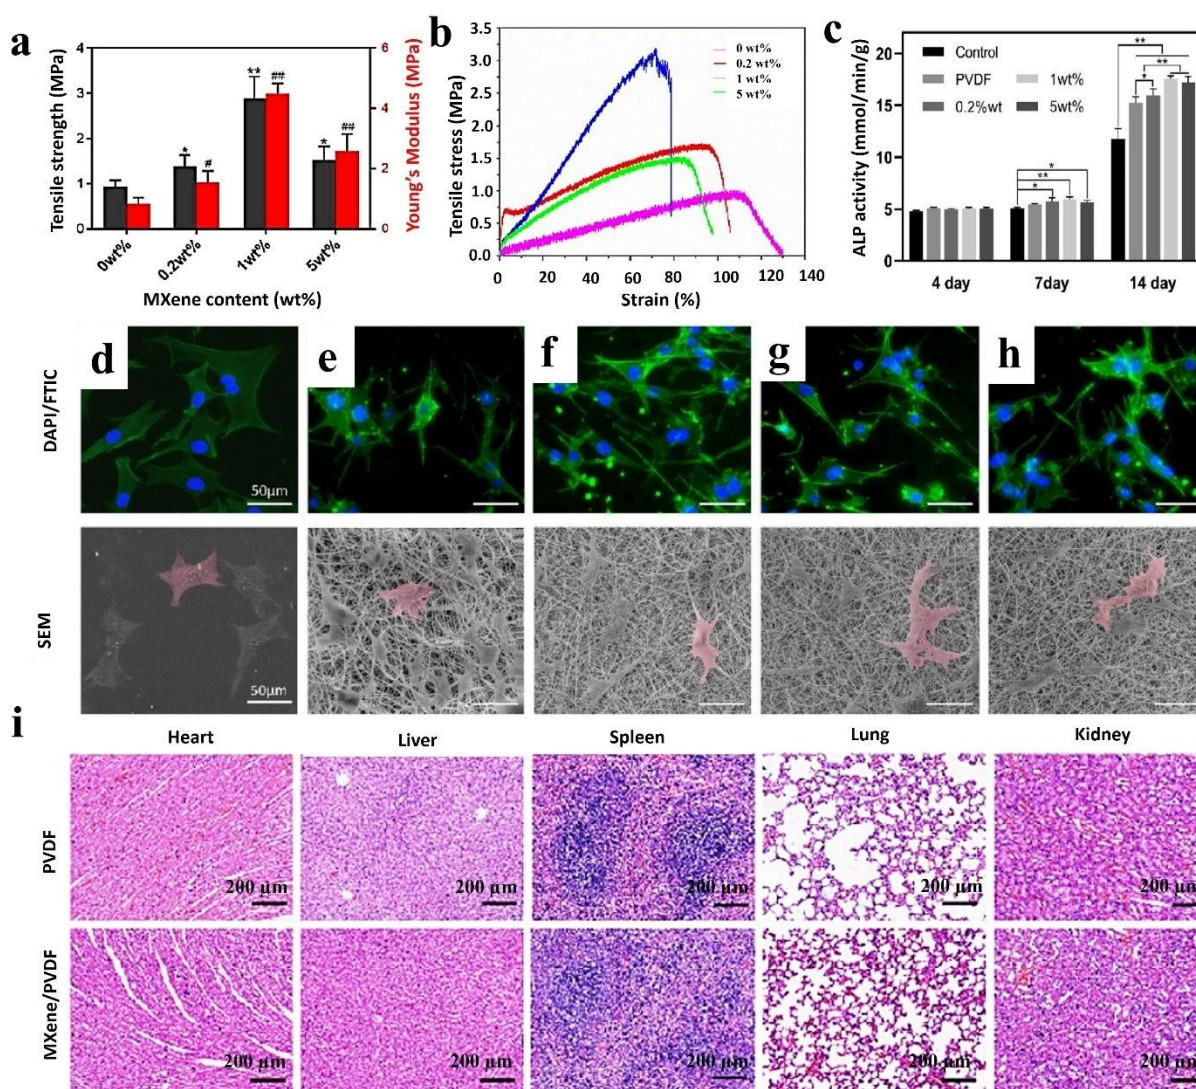 a
Tensile strength (MPa)
4
3
2
1
0
*
#
**
##
*
##
6
4
2
0
Young's Modulus (MPa)
0wt%
0.2wt%
1wt%
5wt%
MXene content (wt%)
b
Tensile stress (MPa)
3.5
3.0
2.5
2.0
1.5
1.0
0.5
0.0
0 wt%
0.2 wt%
1 wt%
5 wt%
0 20 40 60 80 100 120 140
Strain (%)
c
ALP activity (mmol/min/g)
20
15
10
5
0
Control
PVDF
0.2%wt
1wt%
5wt%
*
**
*
**
**
*
4 day
7day
14 day
DAPI/FTIC
d
50μm
e
f
g
h
SEM
50μm
i
Heart
Liver
Spleen
Lung
Kidney
PVDF
200 μm
200 μm
200 μm
200 μm
200 μm
MXene/PVDF
200 μm
200 μm
200 μm
200 μm
200 μm